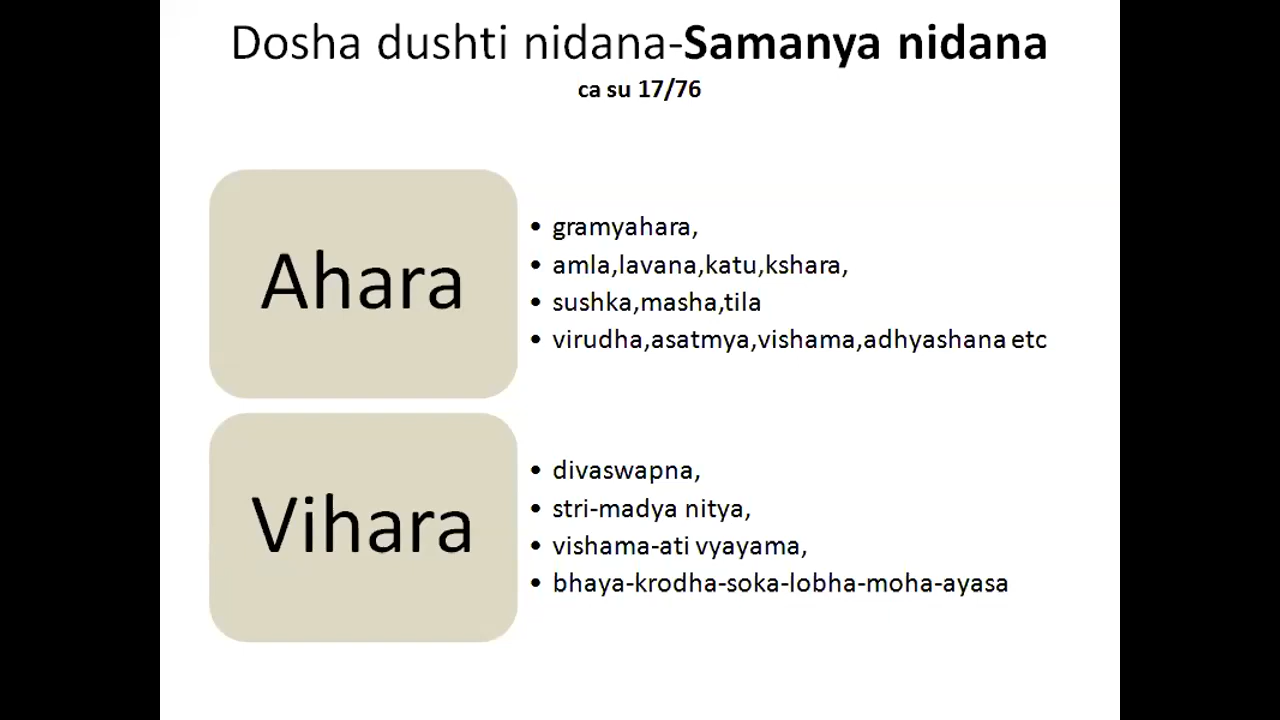 Dosha dushti nidana-Samanya nidana
ca su 17/76
Ahara
• gramyahara,
• amla,lavana,katu,kshara,
• sushka,masha,tila
• virudha,asatmya,vishama,adhyashana etc
Vihara
• divaswapna,
• stri-madya nitya,
• vishama-ati vyayama,
• bhaya-krodha-soka-lobha-moha-ayasa